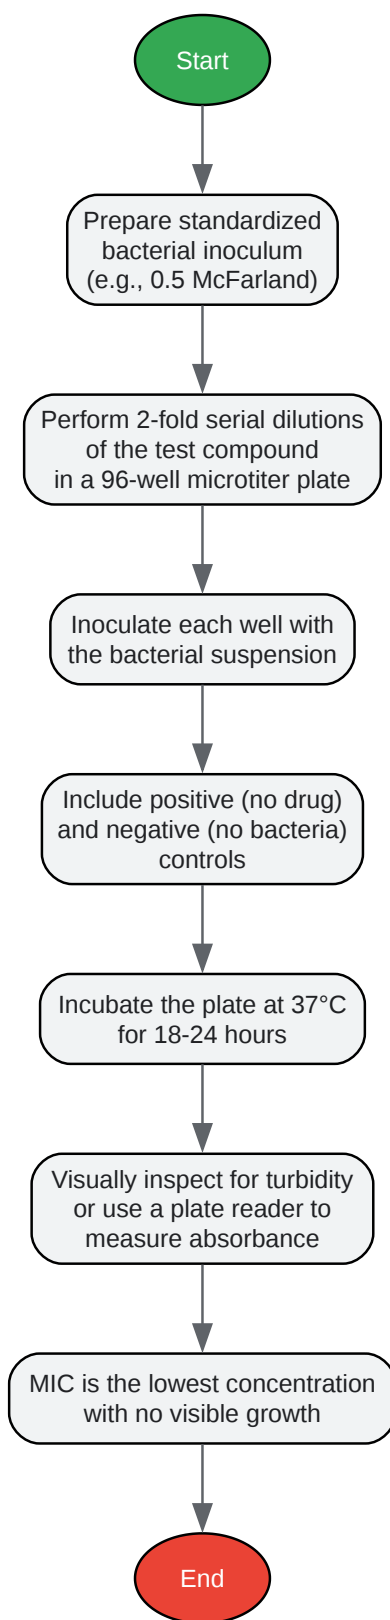 Start
Prepare standardized
bacterial inoculum
(e.g., 0.5 McFarland)
Perform 2-fold serial dilutions
of the test compound
in a 96-well microtiter plate
Inoculate each well with
the bacterial suspension
Include positive (no drug)
and negative (no bacteria)
controls
Incubate the plate at 37°C
for 18-24 hours
Visually inspect for turbidity
or use a plate reader to
measure absorbance
MIC is the lowest concentration
with no visible growth
End